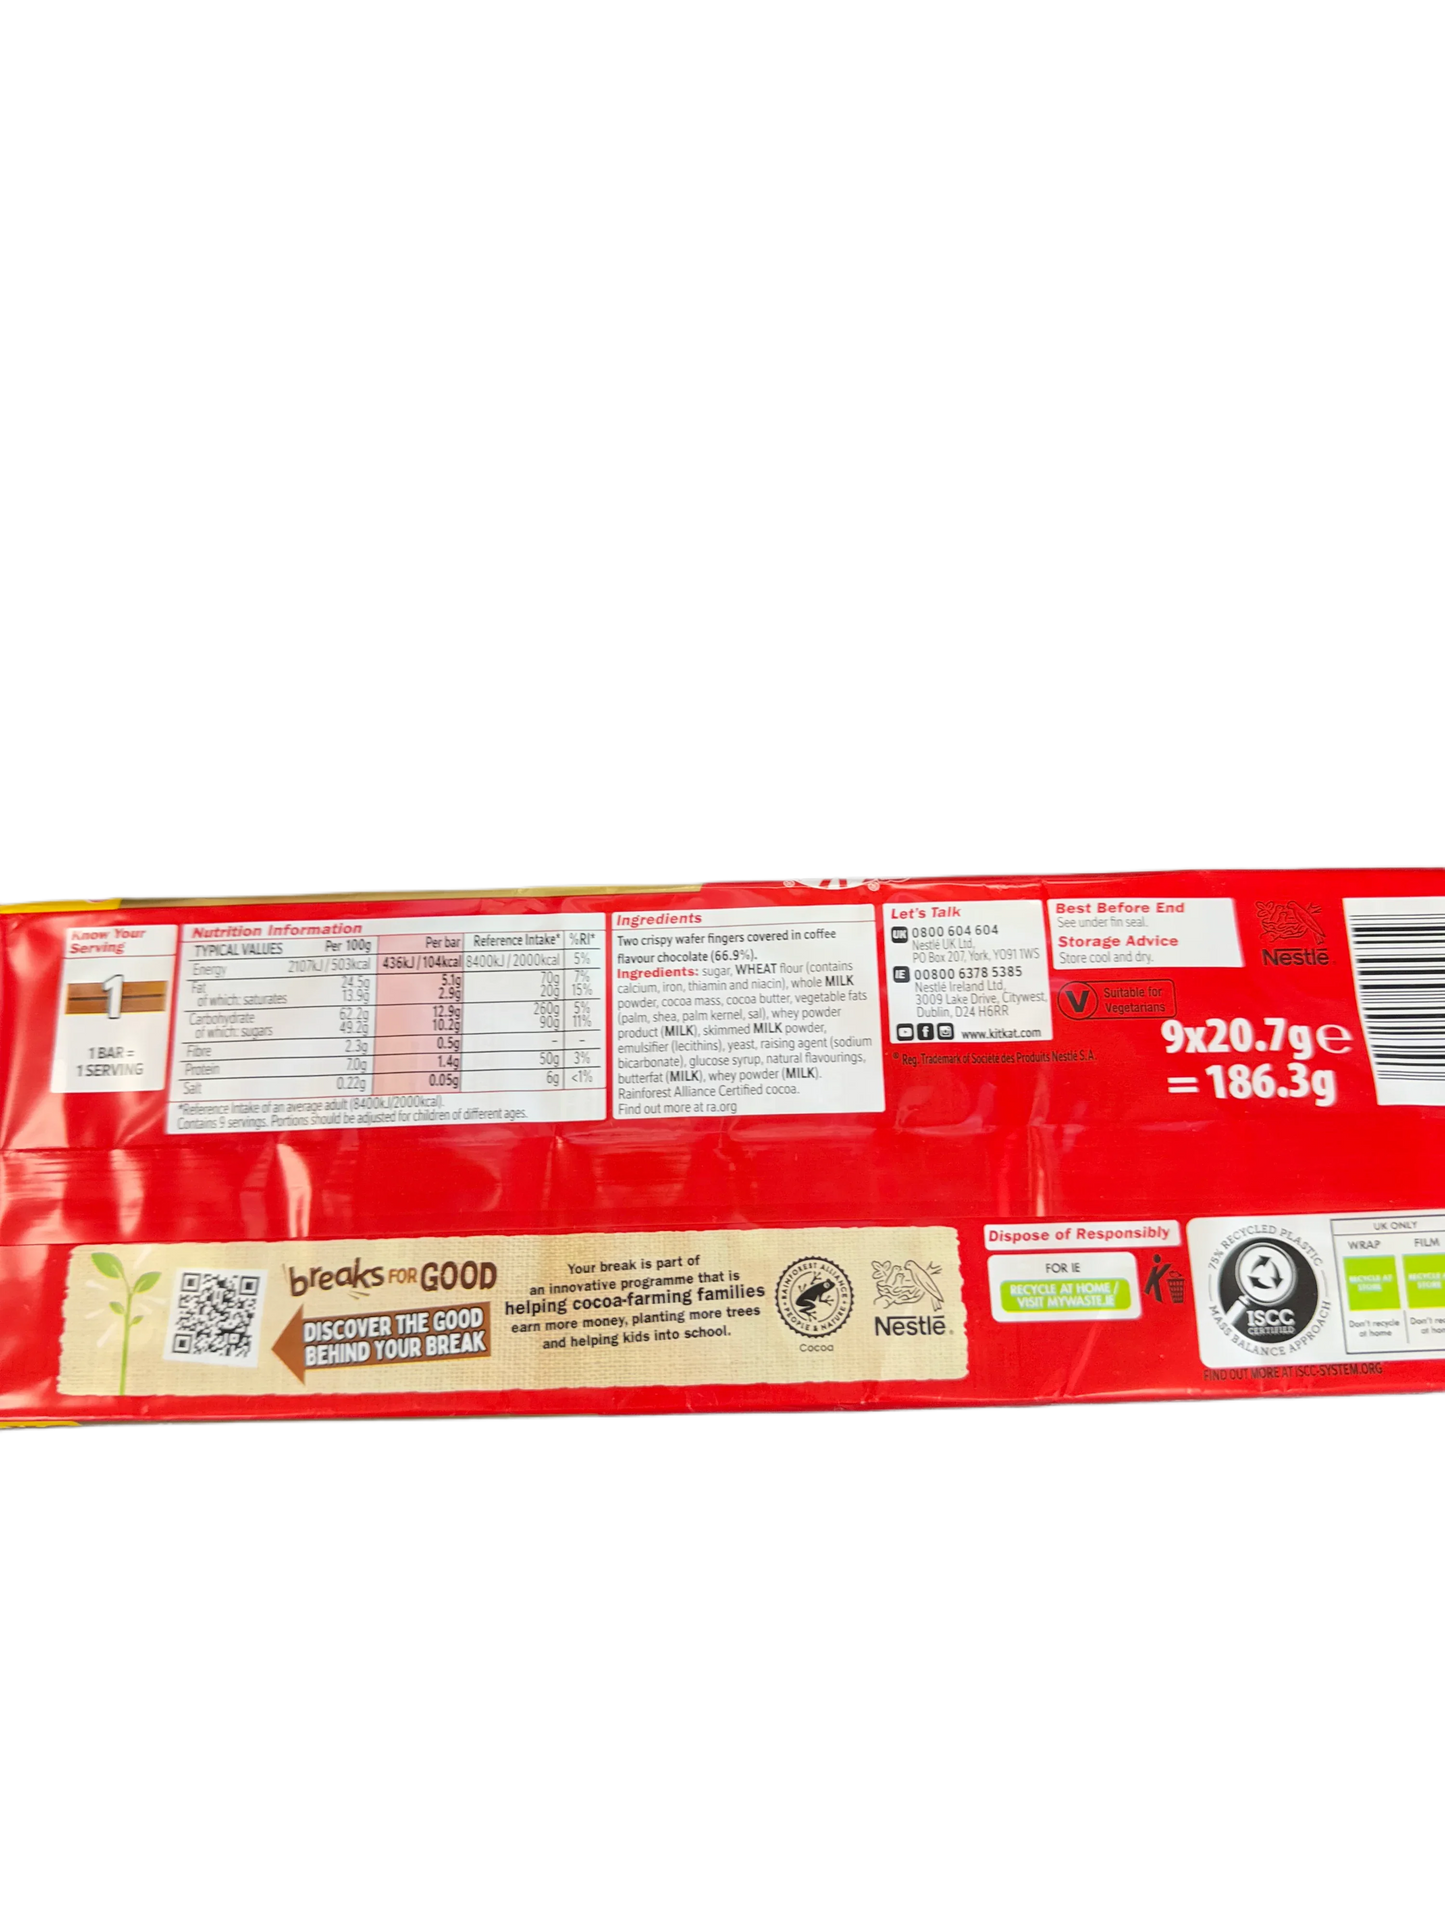 Know Your
Serving
1
1 BAR =
1 SERVING
Nutrition Information
TYPICAL VALUES Per 100g Per bar Reference Intake* %RI*
Energy 2107kJ/503kcal 436kJ/104kcal 8400kJ/2000kcal 5%
Fat 24.5g 5.1g 70g 7%
of which: saturates 13.9g 2.9g 20g 15%
Carbohydrate 62.2g 12.9g 260g 5%
of which: sugars 49.2g 10.2g 90g 11%
Fibre 2.3g 0.5g - -
Protein 7.0g 1.4g 50g 3%
Salt 0.22g 0.05g 6g <1%
*Reference Intake of an average adult (8400kJ/2000kcal).
Contains 9 servings. Portions should be adjusted for children of different ages.
Ingredients
Two crispy wafer fingers covered in coffee
flavour chocolate (66.9%).
Ingredients: sugar, WHEAT flour (contains
calcium, iron, thiamin and niacin), whole MILK
powder, cocoa mass, cocoa butter, vegetable fats
(palm, shea, palm kernel, sal), whey powder
product (MILK), skimmed MILK powder,
emulsifier (lecithins), yeast, raising agent (sodium
bicarbonate), glucose syrup, natural flavourings,
butterfat (MILK), whey powder (MILK).
Rainforest Alliance Certified cocoa.
Find out more at ra.org
Let's Talk
UK 0800 604 604
Nestlé UK Ltd,
PO Box 207, York, YO91 1WS
IE 00800 6378 5385
Nestlé Ireland Ltd,
3009 Lake Drive, Citywest,
Dublin, D24 H6RR
www.kitkat.com
® Reg. Trademark of Société des Produits Nestlé S.A.
Best Before End
See under fin seal.
Storage Advice
Store cool and dry.
V Suitable for
Vegetarians
Nestlé
9x20.7g e
= 186.3g
breaks FOR GOOD
DISCOVER THE GOOD
BEHIND YOUR BREAK
Your break is part of
an innovative programme that is
helping cocoa-farming families
earn more money, planting more trees
and helping kids into school.
RAINFOREST ALLIANCE
PEOPLE & NATURE
Cocoa
Nestlé®
Dispose of Responsibly
FOR IE
RECYCLE AT HOME /
VISIT MYWASTE.IE
75% RECYCLED PLASTIC
ISCC
CERTIFIED
MASS BALANCE APPROACH
FIND OUT MORE AT ISCC-SYSTEM.ORG
UK ONLY
WRAP FILM
RECYCLE AT
STORE
Don't recycle
at home